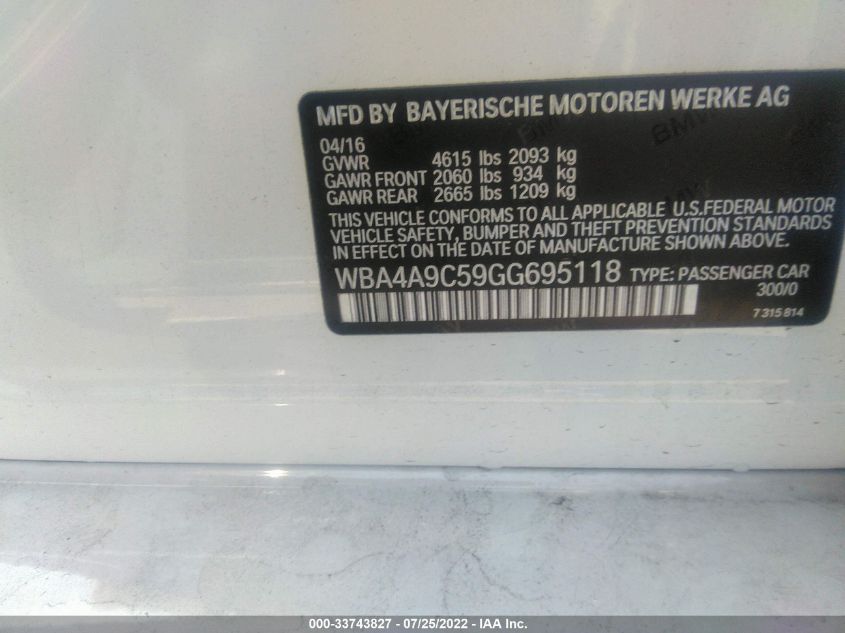 MFD BY BAYERISCHE MOTOREN WERKE AG
04/16
GVWR 4615 lbs 2093 kg
GAWR FRONT 2060 lbs 934 kg
GAWR REAR 2665 lbs 1209 kg
THIS VEHICLE CONFORMS TO ALL APPLICABLE U.S.FEDERAL MOTOR
VEHICLE SAFETY, BUMPER AND THEFT PREVENTION STANDARDS
IN EFFECT ON THE DATE OF MANUFACTURE SHOWN ABOVE.
WBA4A9C59GG695118 TYPE: PASSENGER CAR
300/0
7 315 814
000-33743827 - 07/25/2022 - IAA Inc.